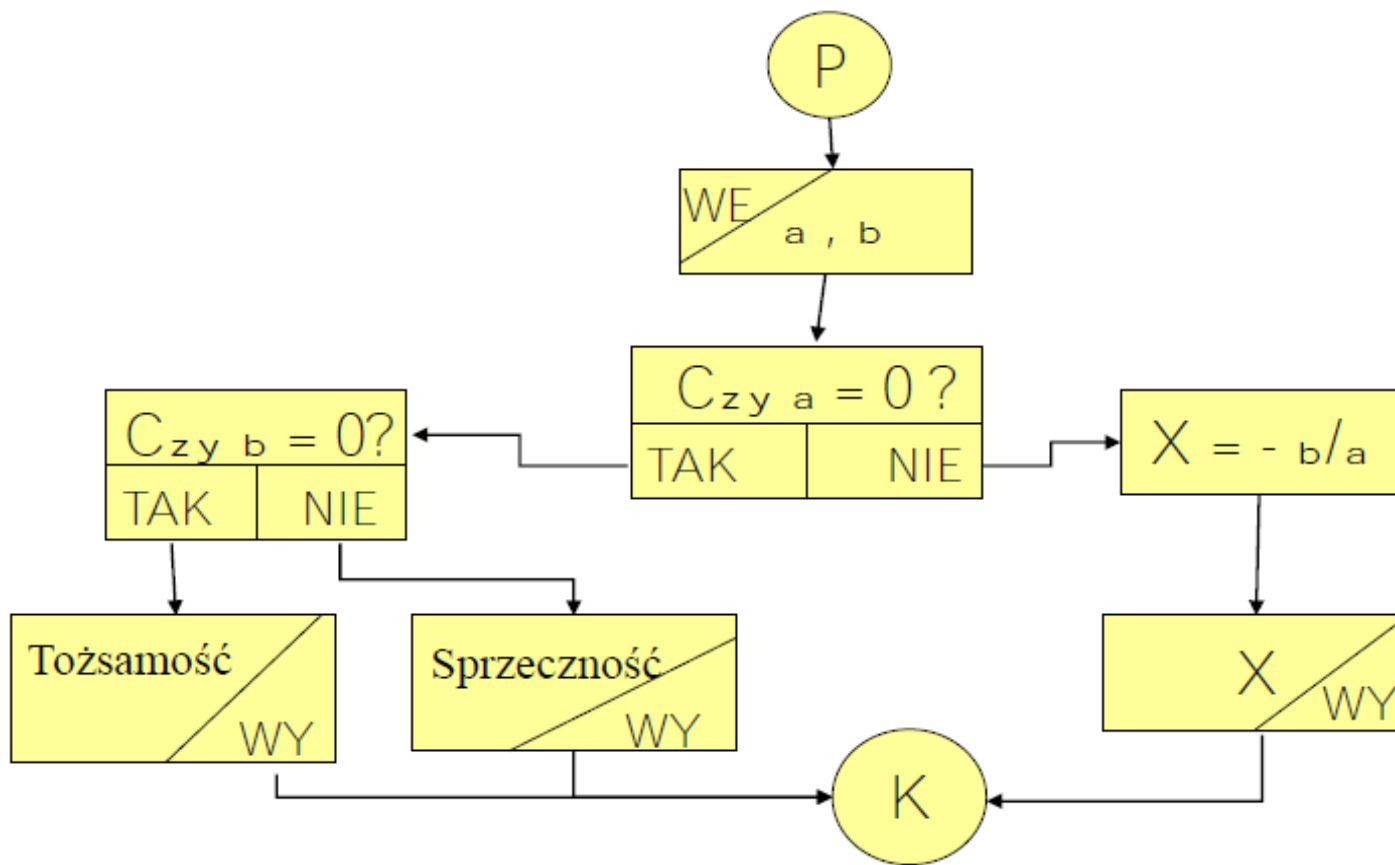 P
WE
a , b
Czy a = 0 ?
TAK NIE
Czy b = 0?
TAK NIE
X = - b/a
Tożsamość
WY
Sprzeczność
WY
X
WY
K